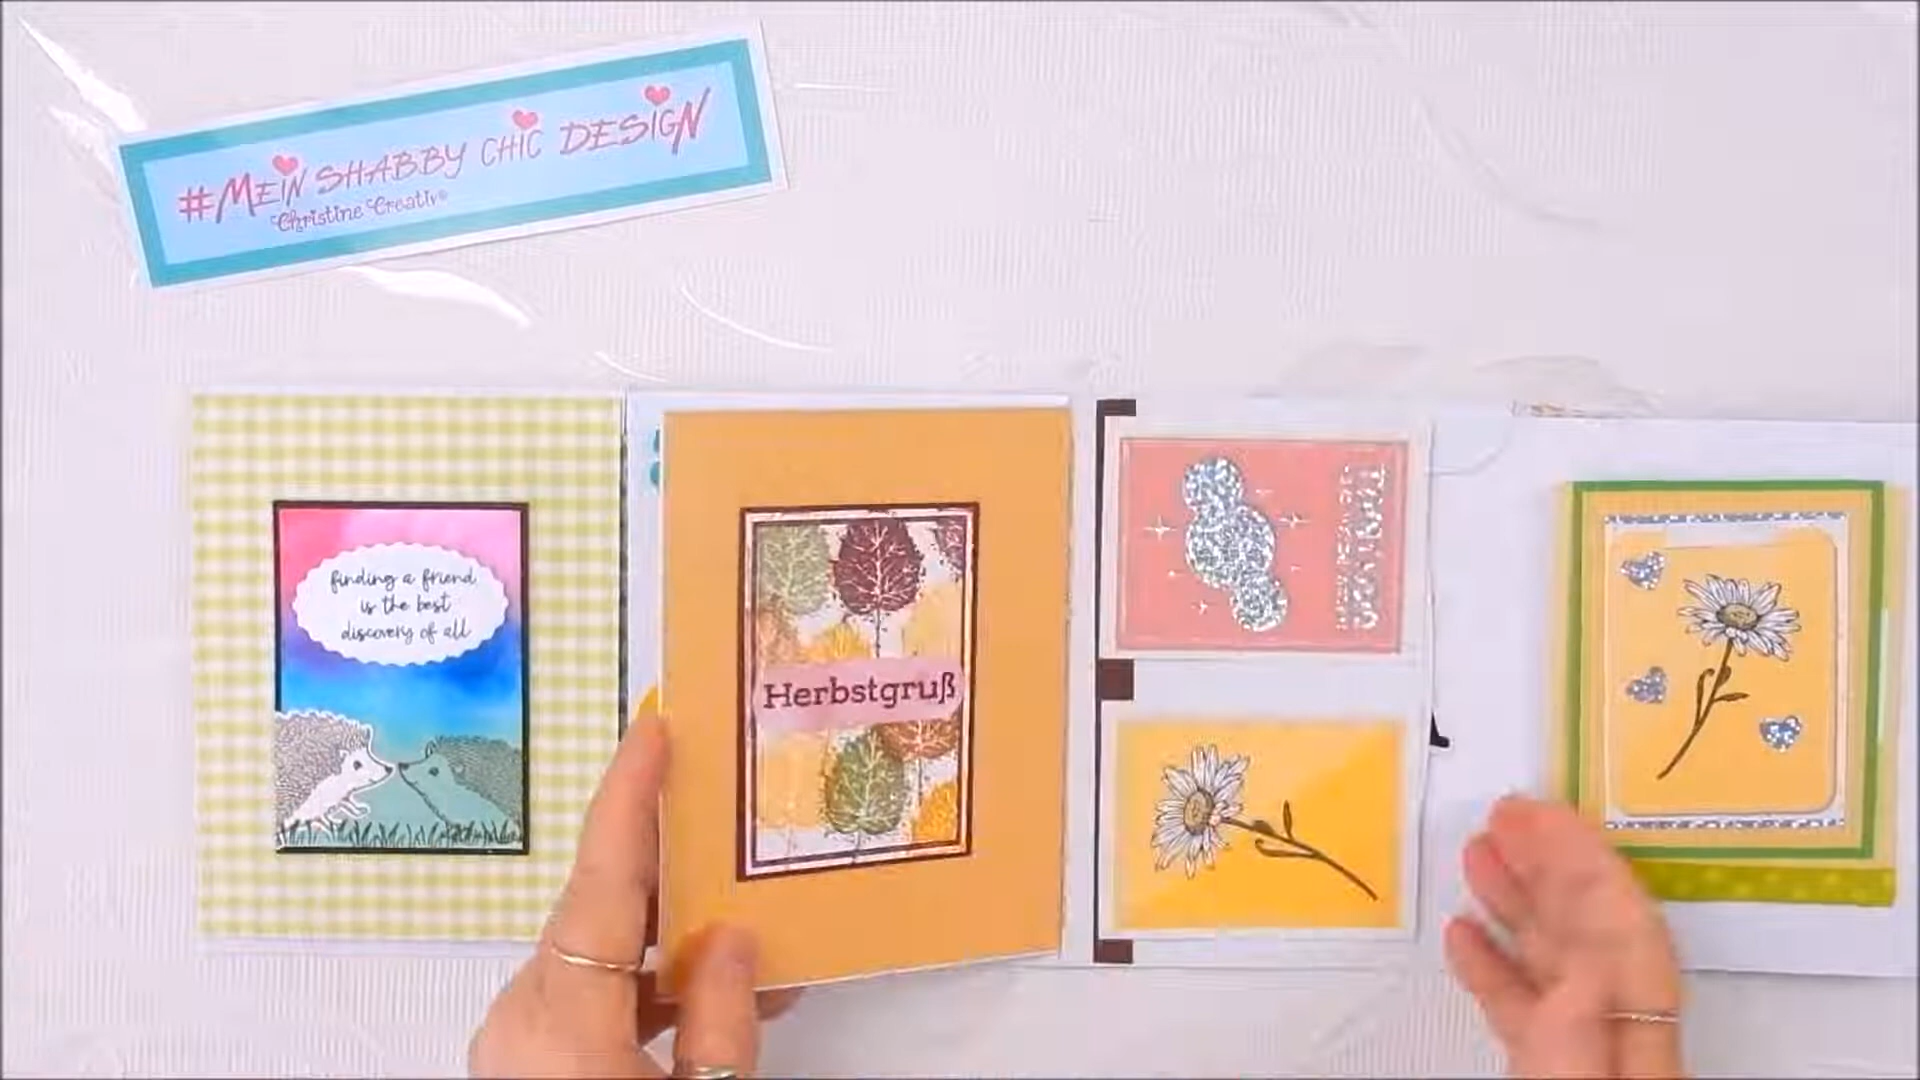 #MEIN SHABBY CHIC DESIGN
Christine Creativ®
finding a friend
is the best
discovery of all
Herbstgruß